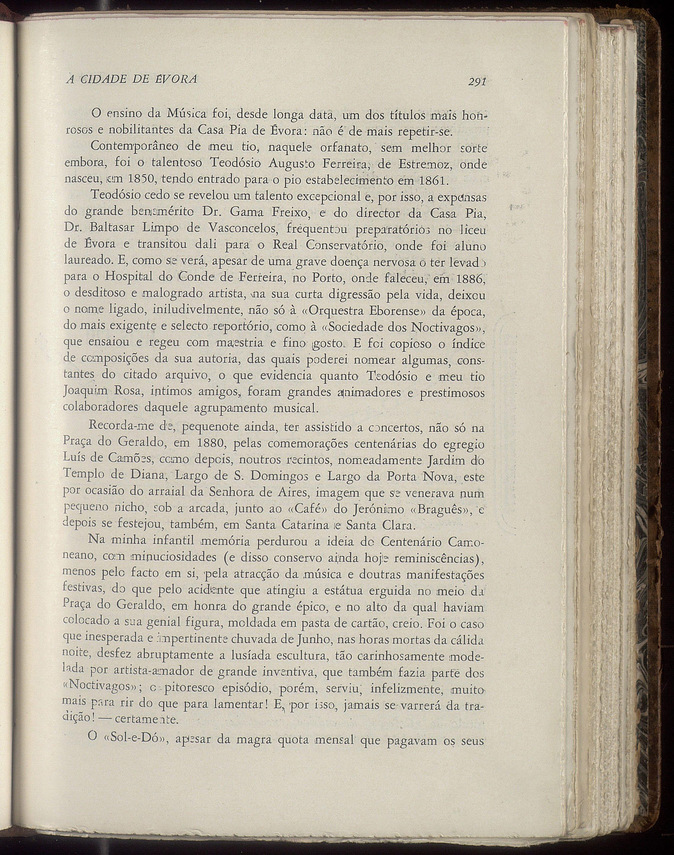 A CIDADE DE ÉVORA 291
O ensino da Música foi, desde longa data, um dos títulos mais hon-
rosos e nobilitantes da Casa Pia de Évora: não é de mais repetir-se.
Contemporâneo de meu tio, naquele orfanato, sem melhor sorte
embora, foi o talentoso Teodósio Augusto Ferreira, de Estremoz, onde
nasceu, em 1850, tendo entrado para o pio estabelecimento em 1861.
Teodósio cedo se revelou um talento excepcional e, por isso, a expensas
do grande benemérito Dr. Gama Freixo, e do director da Casa Pia,
Dr. Baltasar Limpo de Vasconcelos, frequentou preparatórios no liceu
de Évora e transitou dali para o Real Conservatório, onde foi aluno
laureado. E, como se verá, apesar de uma grave doença nervosa o ter levado
para o Hospital do Conde de Ferreira, no Porto, onde faleceu, em 1886,
o desditoso e malogrado artista, na sua curta digressão pela vida, deixou
o nome ligado, iniludivelmente, não só à «Orquestra Eborense» da época,
do mais exigente e selecto reportório, como à «Sociedade dos Noctivagos»,
que ensaiou e regeu com maestria e fino gosto. E foi copioso o índice
de composições da sua autoria, das quais poderei nomear algumas, cons-
tantes do citado arquivo, o que evidencia quanto Teodósio e meu tio
Joaquim Rosa, íntimos amigos, foram grandes animadores e prestimosos
colaboradores daquele agrupamento musical.
Recorda-me de, pequenote ainda, ter assistido a concertos, não só na
Praça do Geraldo, em 1880, pelas comemorações centenárias do egregio
Luís de Camões, como depois, noutros recintos, nomeadamente Jardim do
Templo de Diana, Largo de S. Domingos e Largo da Porta Nova, este
por ocasião do arraial da Senhora de Aires, imagem que se venerava num
pequeno nicho, sob a arcada, junto ao «Café» do Jerónimo «Braguês», e
depois se festejou, também, em Santa Catarina e Santa Clara.
Na minha infantil memória perdurou a ideia do Centenário Camo-
neano, com minuciosidades (e disso conservo ainda hoje reminiscências),
menos pelo facto em si, pela atracção da música e doutras manifestações
festivas, do que pelo acidente que atingiu a estátua erguida no meio da
Praça do Geraldo, em honra do grande épico, e no alto da qual haviam
colocado a sua genial figura, moldada em pasta de cartão, creio. Foi o caso
que inesperada e impertinente chuvada de Junho, nas horas mortas da cálida
noite, desfez abruptamente a lusíada escultura, tão carinhosamente mode-
lada por artista-amador de grande inventiva, que também fazia parte dos
«Noctivagos»; o pitoresco episódio, porém, serviu, infelizmente, muito
mais para rir do que para lamentar! E, por isso, jamais se varrerá da tra-
dição! — certamente.
O «Sol-e-Dó», apesar da magra quota mensal que pagavam os seus